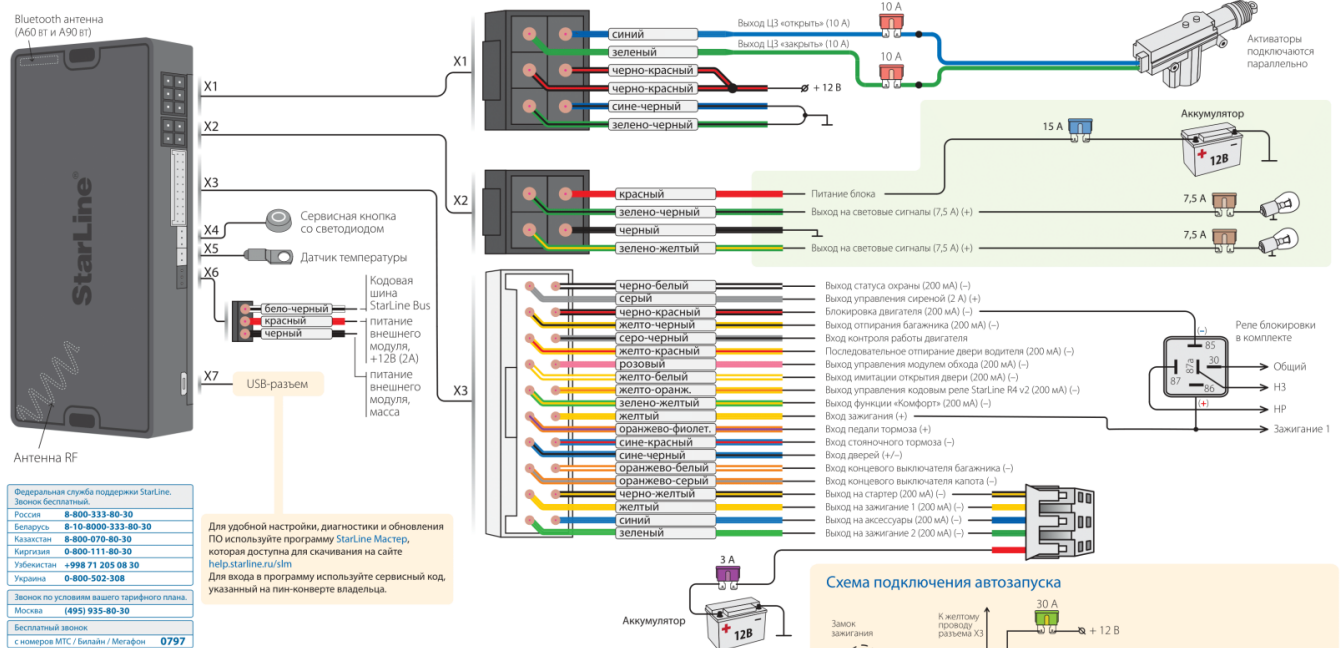 Bluetooth антенна
(A60 BT и A90 BT)
StarLine®
Антенна RF
X1
X2
X3
X4
X5
X6
X7
Сервисная кнопка
со светодиодом
Датчик температуры
бело-черный
красный
черный
Кодовая
шина
StarLine Bus
питание
внешнего
модуля,
+12В (2А)
питание
внешнего
модуля,
масса
USB-разъем
X1
синий
зеленый
черно-красный
черно-красный
сине-черный
зелено-черный
Выход ЦЗ «открыть» (10 А)
Выход ЦЗ «закрыть» (10 А)
10 А
10 А
+ 12 В
Активаторы
подключаются
параллельно
X2
красный
зелено-черный
черный
зелено-желтый
Питание блока
Выход на световые сигналы (7,5 А) (+)
Выход на световые сигналы (7,5 А) (+)
15 А
Аккумулятор
12В
7,5 А
7,5 А
X3
черно-белый Выход статуса охраны (200 мА) (–)
серый Выход управления сиреной (2 А) (+)
черно-красный Блокировка двигателя (200 мА) (–)
желто-черный Выход отпирания багажника (200 мА) (–)
серо-черный Вход контроля работы двигателя
желто-красный Последовательное отпирание двери водителя (200 мА) (–)
розовый Выход управления модулем обхода (200 мА) (–)
желто-белый Выход имитации открытия двери (200 мА) (–)
желто-оранж. Выход управления кодовым реле StarLine R4 v2 (200 мА) (–)
зелено-желтый Выход функции «Комфорт» (200 мА) (–)
желтый Вход зажигания (+)
оранжево-фиолет. Вход педали тормоза (+)
сине-красный Вход стояночного тормоза (–)
сине-черный Вход дверей (+/–)
оранжево-белый Вход концевого выключателя багажника (–)
оранжево-серый Вход концевого выключателя капота (–)
черно-желтый Выход на стартер (200 мА) (–)
желтый Выход на зажигание 1 (200 мА) (–)
синий Выход на аксессуары (200 мА) (–)
зеленый Выход на зажигание 2 (200 мА) (–)
Реле блокировки
в комплекте
(–)
85
87a
30
87
86
(+)
Общий
НЗ
НР
Зажигание 1
3 А
Аккумулятор
12В
Федеральная служба поддержки StarLine.
Звонок бесплатный.
Россия 8-800-333-80-30
Беларусь 8-10-8000-333-80-30
Казахстан 8-800-070-80-30
Киргизия 0-800-111-80-30
Узбекистан +998 71 205 08 30
Украина 0-800-502-308
Звонок по условиям вашего тарифного плана.
Москва (495) 935-80-30
Бесплатный звонок
с номеров МТС / Билайн / Мегафон 0797
Для удобной настройки, диагностики и обновления
ПО используйте программу StarLine Мастер,
которая доступна для скачивания на сайте
help.starline.ru/slm
Для входа в программу используйте сервисный код,
указанный на пин-конверте владельца.
Схема подключения автозапуска
Замок
зажигания
К желтому
проводу
разъема X3
30 А
+ 12 В